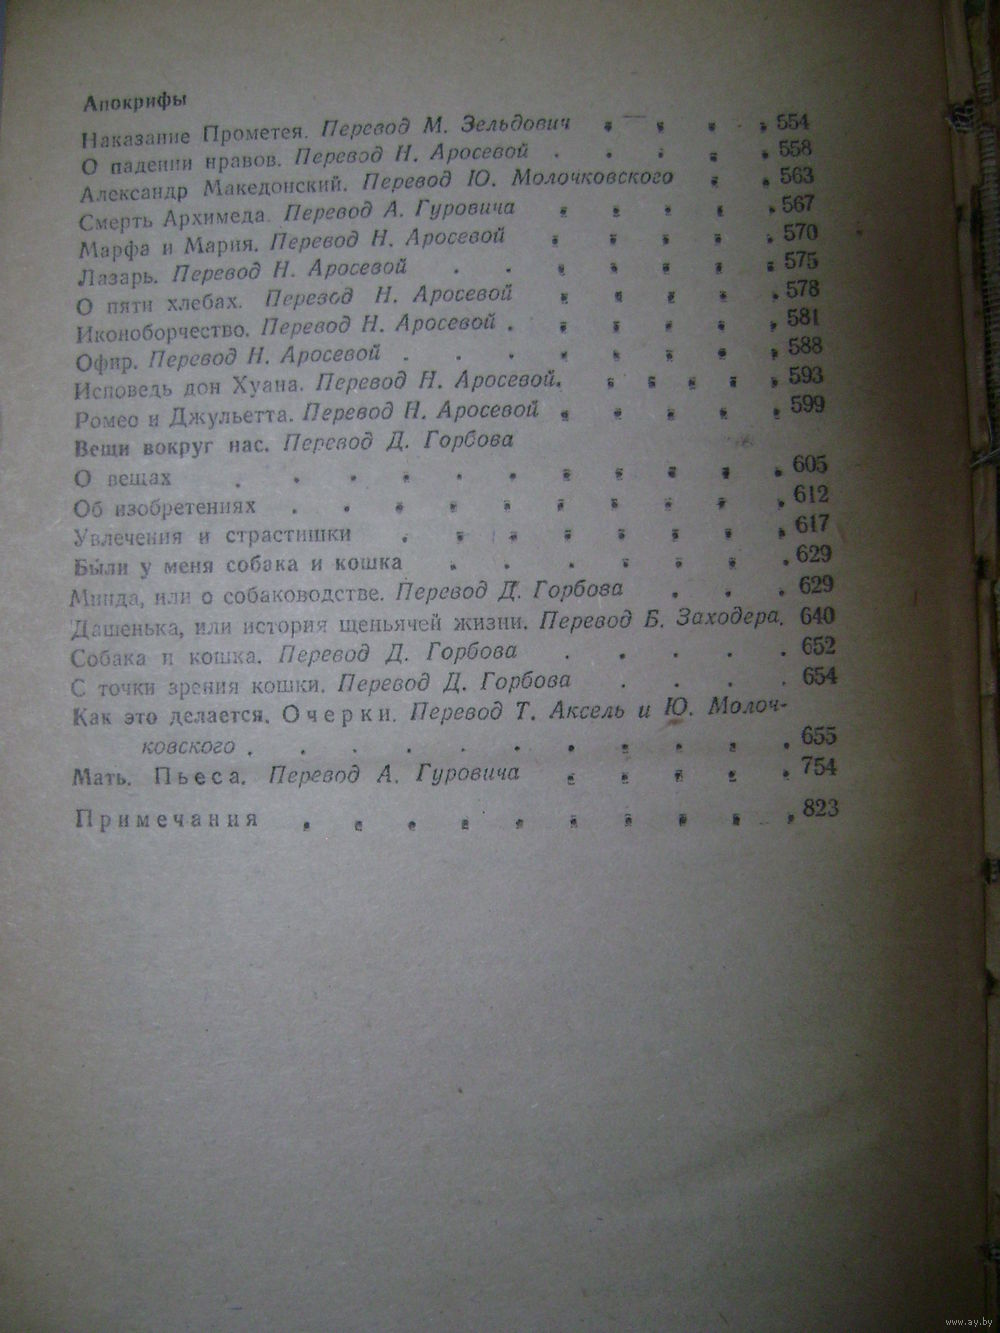 Апокрифы
Наказание Прометея. Перевод М. Зельдович . . . . 554
О падении нравов. Перевод Н. Аросевой . . . . . 558
Александр Македонский. Перевод Ю. Молочковского . . 563
Смерть Архимеда. Перевод А. Гуровича . . . . . 567
Марфа и Мария. Перевод Н. Аросевой . . . . . 570
Лазарь. Перевод Н. Аросевой . . . . . . . 575
О пяти хлебах. Перевод Н. Аросевой . . . . . 578
Иконоборчество. Перевод Н. Аросевой . . . . . . 581
Офир. Перевод Н. Аросевой . . . . . . . . 588
Исповедь дон Хуана. Перевод Н. Аросевой. . . . . . 593
Ромео и Джульетта. Перевод Н. Аросевой . . . . . 599
Вещи вокруг нас. Перевод Д. Горбова
О вещах . . . . . . . . . . . 605
Об изобретениях . . . . . . . . . . 612
Увлечения и страстишки . . . . . . . . 617
Были у меня собака и кошка . . . . . . . 629
Минда, или о собаководстве. Перевод Д. Горбова . . . 629
Дашенька, или история щенячей жизни. Перевод Б. Заходера. 640
Собака и кошка. Перевод Д. Горбова . . . . . 652
С точки зрения кошки. Перевод Д. Горбова . . . . 654
Как это делается. Очерки. Перевод Т. Аксель и Ю. Молоч-
ковского . . . . . . . . . . . 655
Мать. Пьеса. Перевод А. Гуровича . . . . . 754
Примечания . . . . . . . . . . 823
www.ay.by